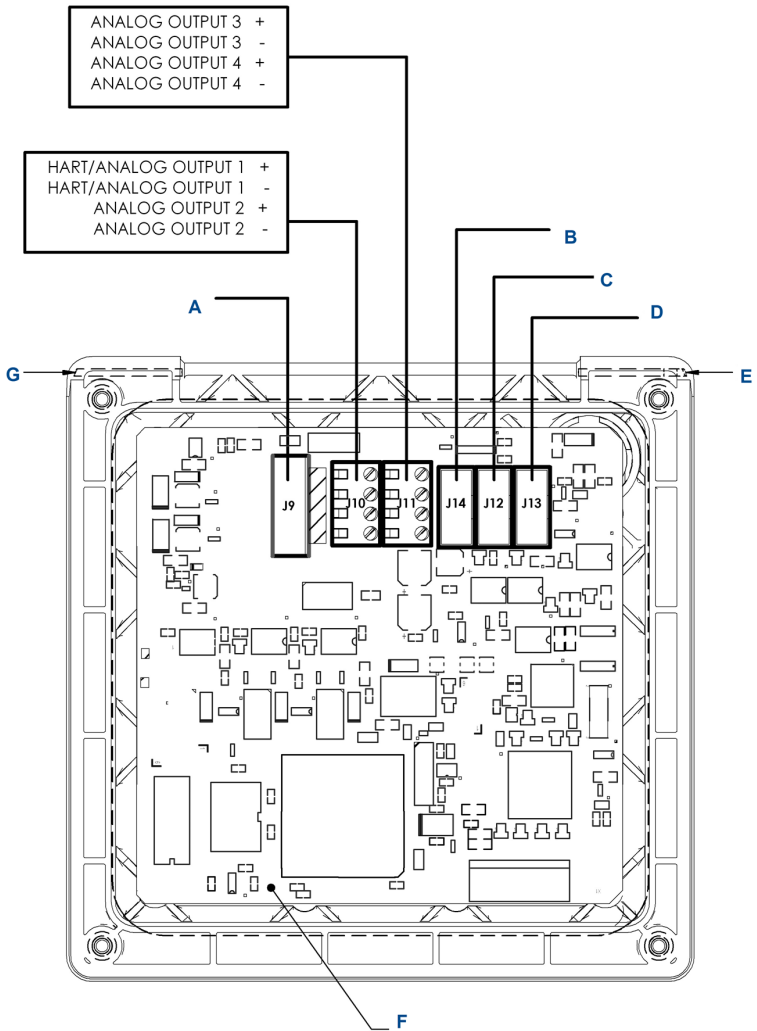 ANALOG OUTPUT 3 +
ANALOG OUTPUT 3 -
ANALOG OUTPUT 4 +
ANALOG OUTPUT 4 -
HART/ANALOG OUTPUT 1 +
HART/ANALOG OUTPUT 1 -
ANALOG OUTPUT 2 +
ANALOG OUTPUT 2 -
B
C
A
D
G
E
J9
J10
J11
J14
J12
J13
F